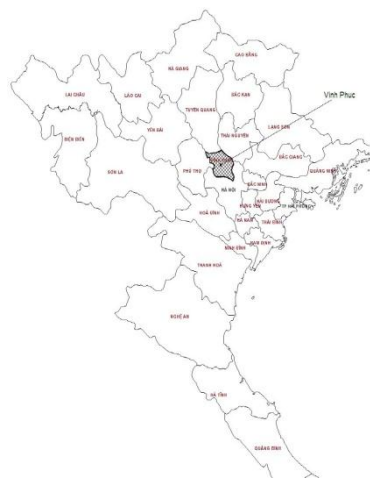 CAO BẰNG
HÀ GIANG
LAI CHÂU
LÀO CAI
BẮC KẠN
Vinh Phuc
TUYÊN QUANG
YÊN BÁI
LẠNG SƠN
THÁI NGUYÊN
ĐIỆN BIÊN
BẮC GIANG
SƠN LA
PHÚ THỌ
QUẢNG NINH
HÀ NỘI
BẮC NINH
HẢI DƯƠNG
HƯNG YÊN
HOÀ BÌNH
HÀ NAM
THÁI BÌNH
NAM ĐỊNH
NINH BÌNH
THANH HOÁ
NGHỆ AN
HÀ TĨNH
QUẢNG BÌNH